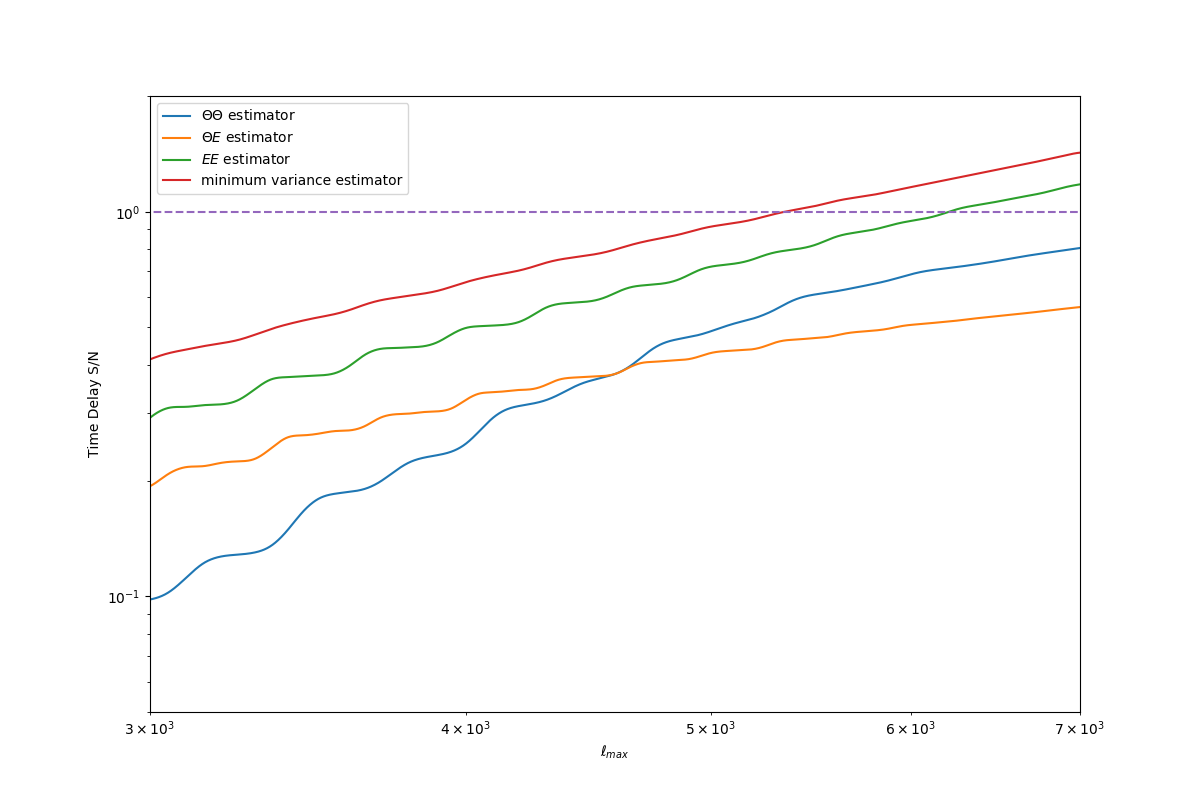 ΘΘ estimator
ΘE estimator
EE estimator
minimum variance estimator
Time Delay S/N
10⁰
10⁻¹
3 × 10³
4 × 10³
5 × 10³
6 × 10³
7 × 10³
ℓmax